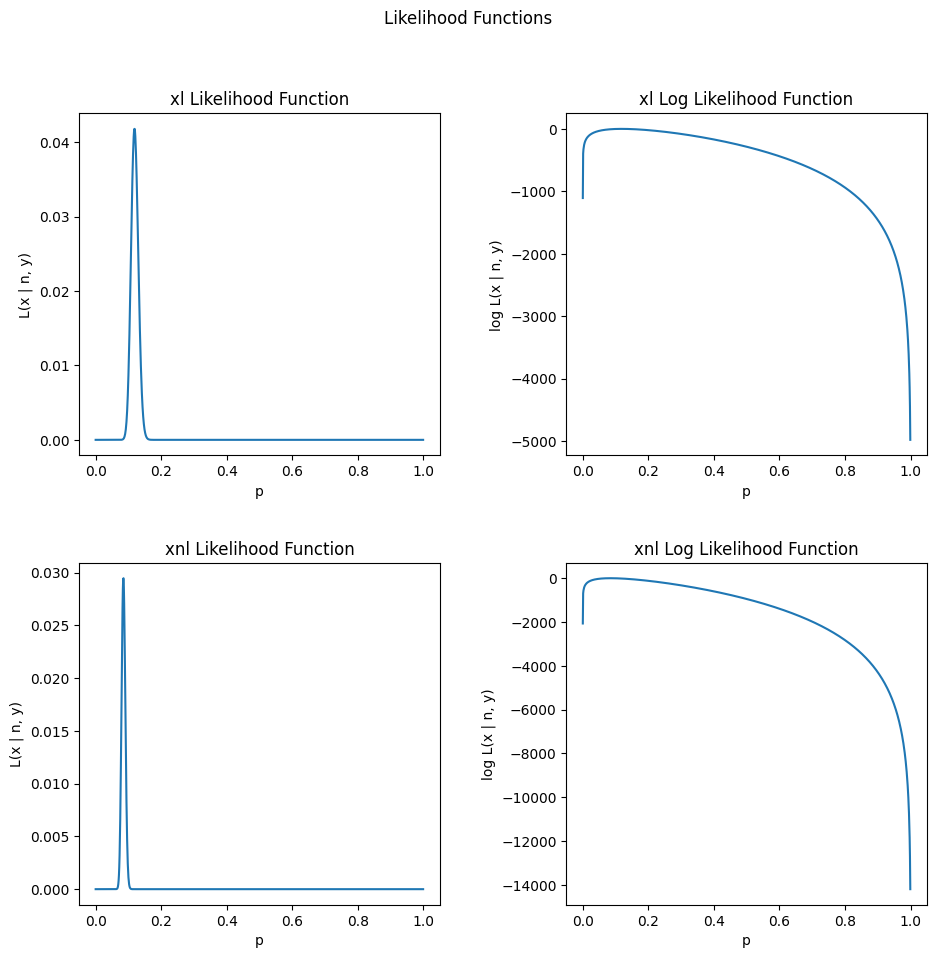 Likelihood Functions
xl Likelihood Function
L(x | n, y)
0.04
0.03
0.02
0.01
0.00
0.0 0.2 0.4 0.6 0.8 1.0
p
xl Log Likelihood Function
log L(x | n, y)
0
−1000
−2000
−3000
−4000
−5000
0.0 0.2 0.4 0.6 0.8 1.0
p
xnl Likelihood Function
L(x | n, y)
0.030
0.025
0.020
0.015
0.010
0.005
0.000
0.0 0.2 0.4 0.6 0.8 1.0
p
xnl Log Likelihood Function
log L(x | n, y)
0
−2000
−4000
−6000
−8000
−10000
−12000
−14000
0.0 0.2 0.4 0.6 0.8 1.0
p